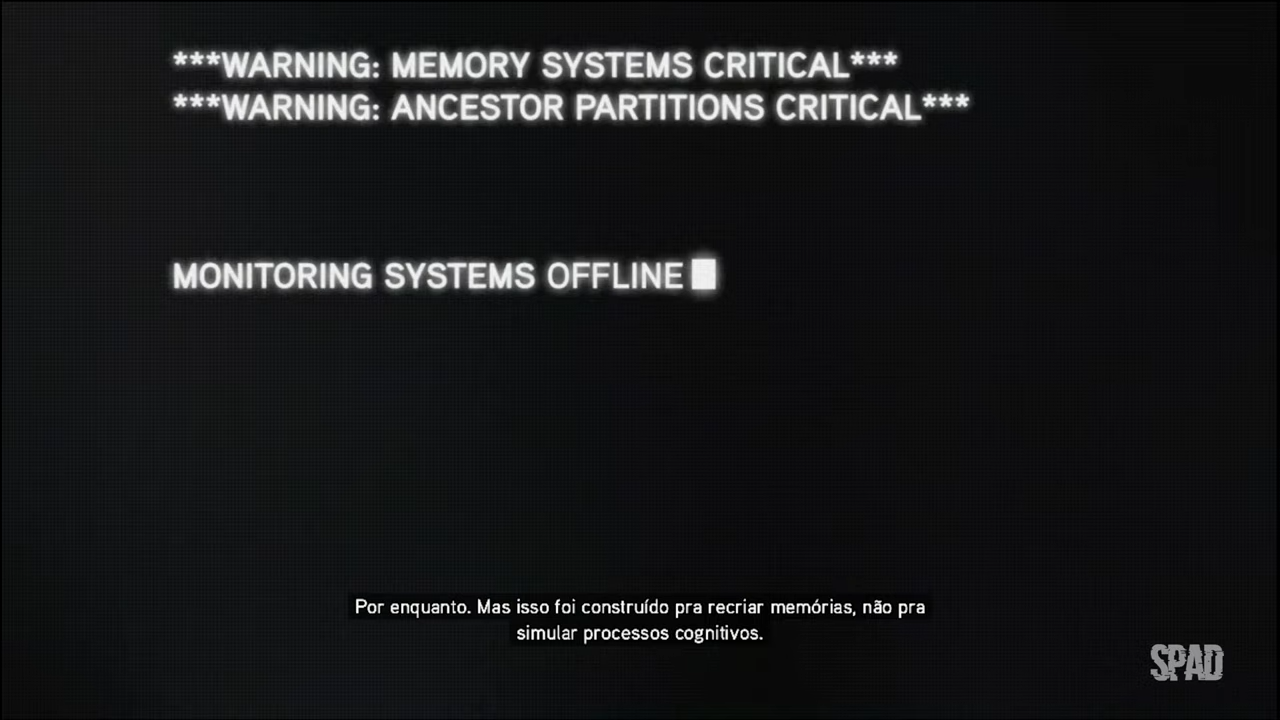 ***WARNING: MEMORY SYSTEMS CRITICAL***
***WARNING: ANCESTOR PARTITIONS CRITICAL***
MONITORING SYSTEMS OFFLINE
Por enquanto. Mas isso foi construído pra recriar memórias, não pra
simular processos cognitivos.
SPAD